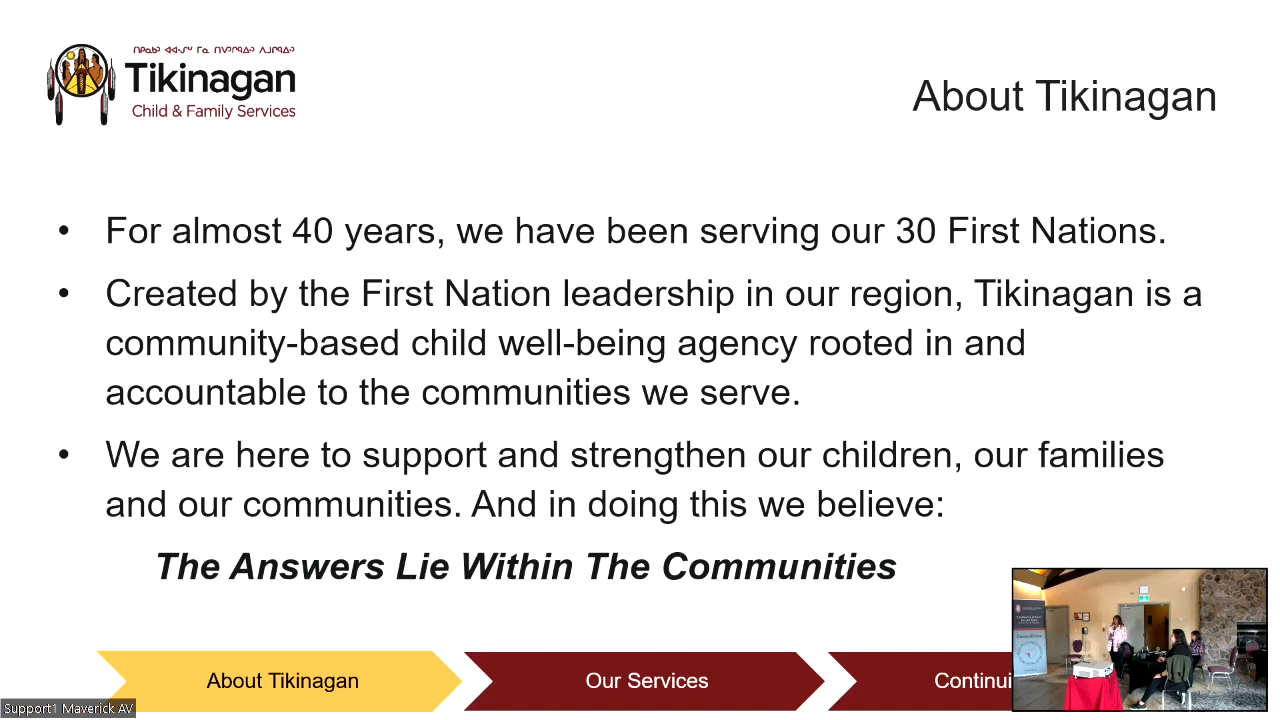 Tikinagan
Child & Family Services
About Tikinagan
• For almost 40 years, we have been serving our 30 First Nations.
• Created by the First Nation leadership in our region, Tikinagan is a
community-based child well-being agency rooted in and
accountable to the communities we serve.
• We are here to support and strengthen our children, our families
and our communities. And in doing this we believe:
The Answers Lie Within The Communities
About Tikinagan
Our Services
Support1 Maverick AV